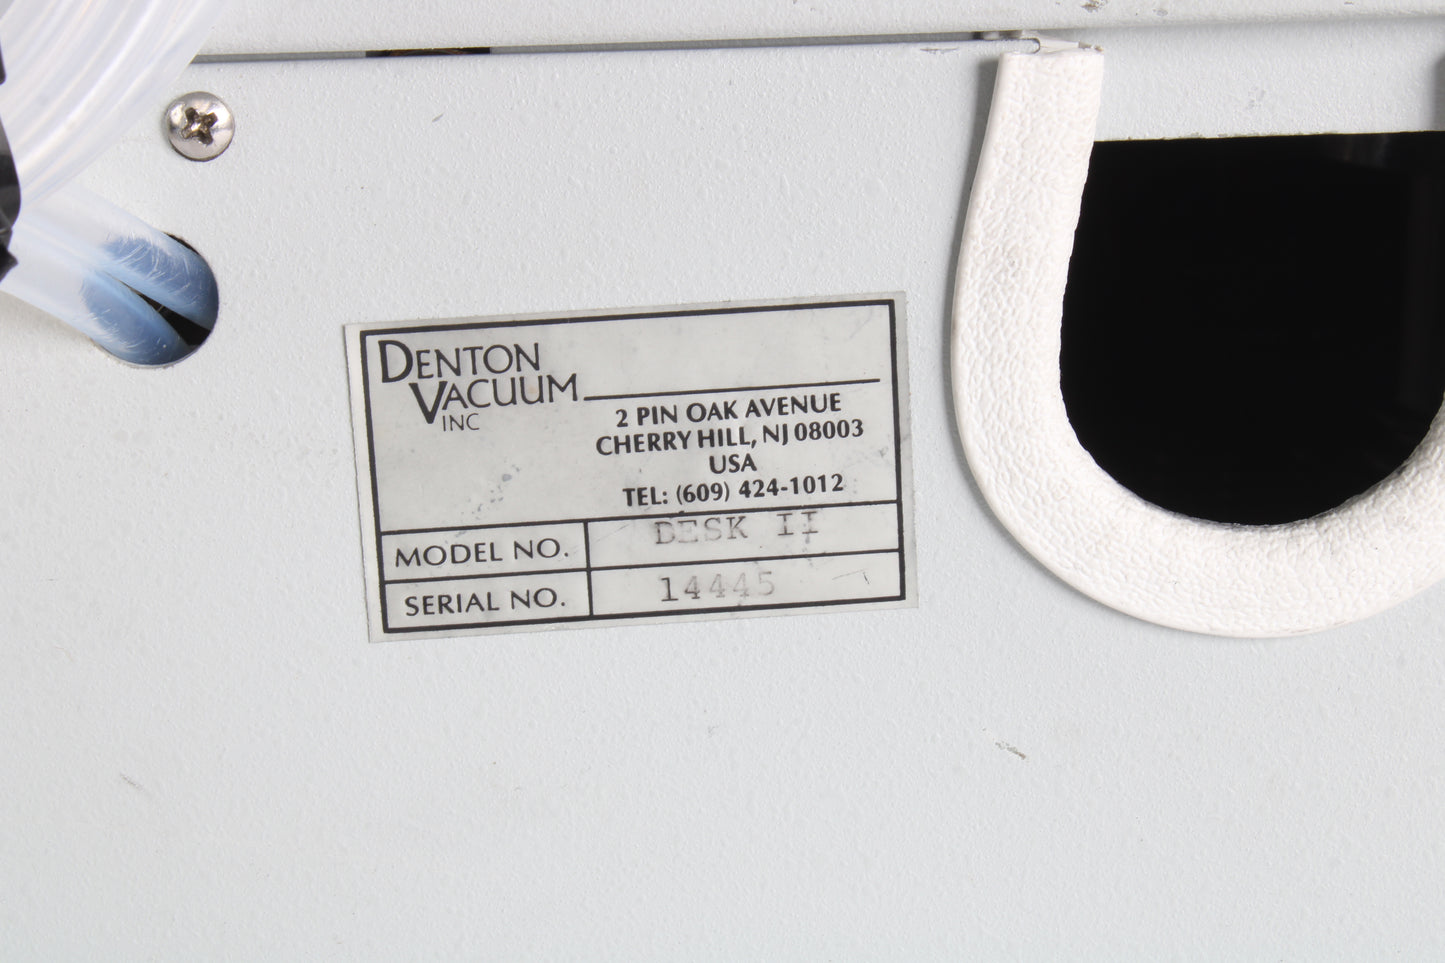 DENTON
VACUUM
INC
2 PIN OAK AVENUE
CHERRY HILL, NJ 08003
USA
TEL: (609) 424-1012
MODEL NO. DESK II
SERIAL NO. 14445